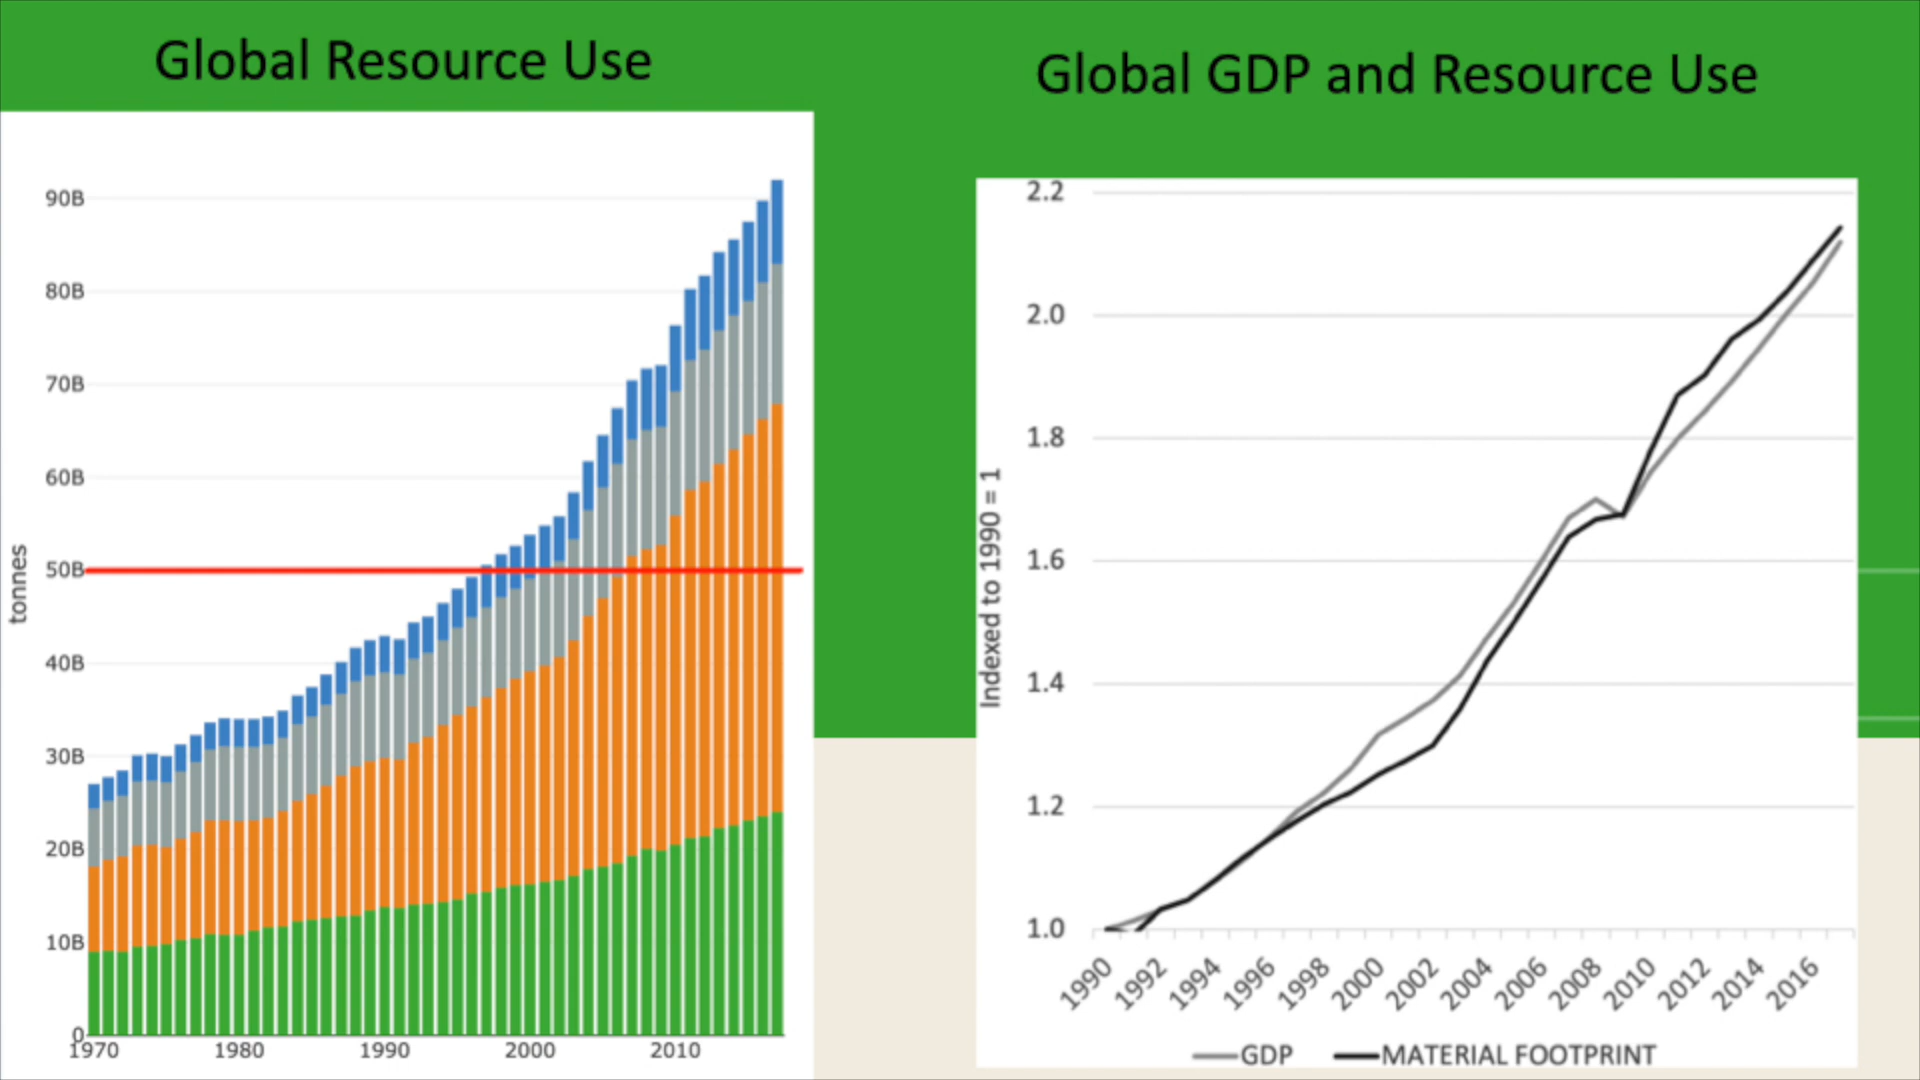 Global Resource Use
90B
80B
70B
60B
50B
40B
30B
20B
10B
0
tonnes
1970 1980 1990 2000 2010
Global GDP and Resource Use
2.2
2.0
1.8
1.6
1.4
1.2
1.0
Indexed to 1990 = 1
1990 1992 1994 1996 1998 2000 2002 2004 2006 2008 2010 2012 2014 2016
GDP MATERIAL FOOTPRINT